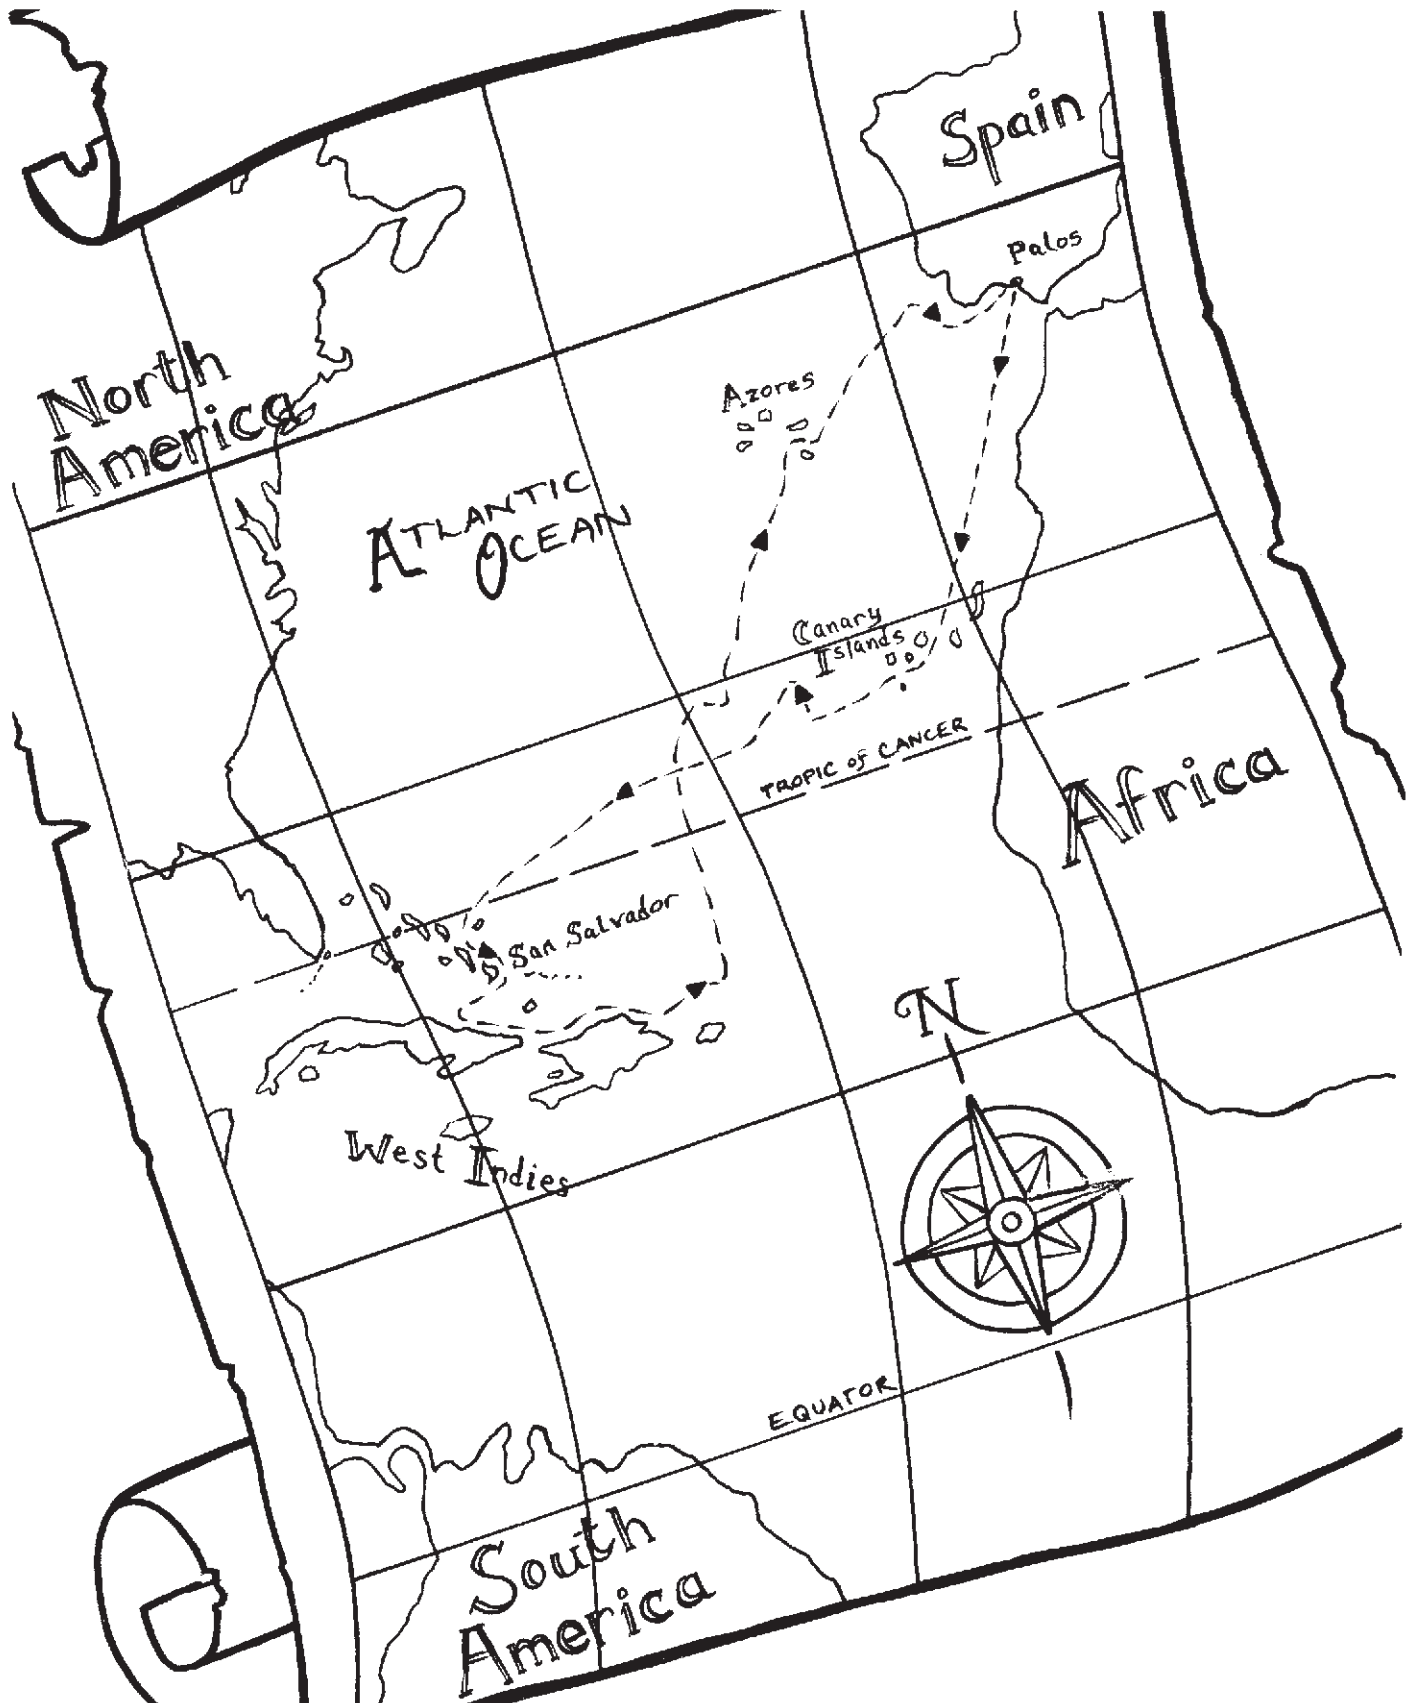 Spain
Palos
North
America
Azores
ATLANTIC
OCEAN
Canary
Islands
TROPIC of CANCER
Africa
San Salvador
N
West Indies
EQUATOR
South
America